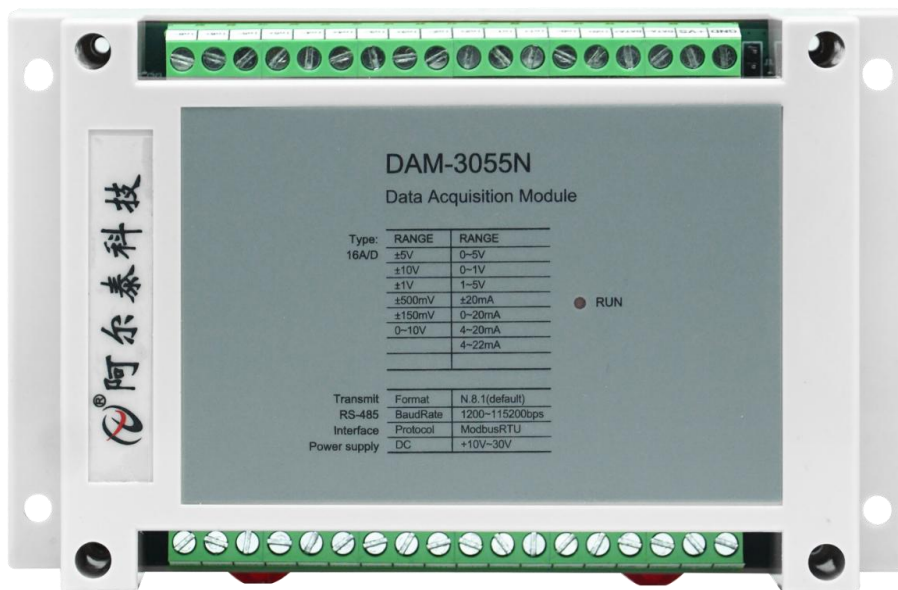 GND +VS
DAM-3055N
Data Acquisition Module
Type: RANGE RANGE
16A/D ±5V 0~5V
±10V 0~1V
±1V 1~5V
±500mV ±20mA
±150mV 0~20mA
0~10V 4~20mA
4~22mA
RUN
Transmit Format N.8.1(default)
RS-485 BaudRate 1200~115200bps
Interface Protocol ModbusRTU
Power supply DC +10V~30V
®阿尔泰科技